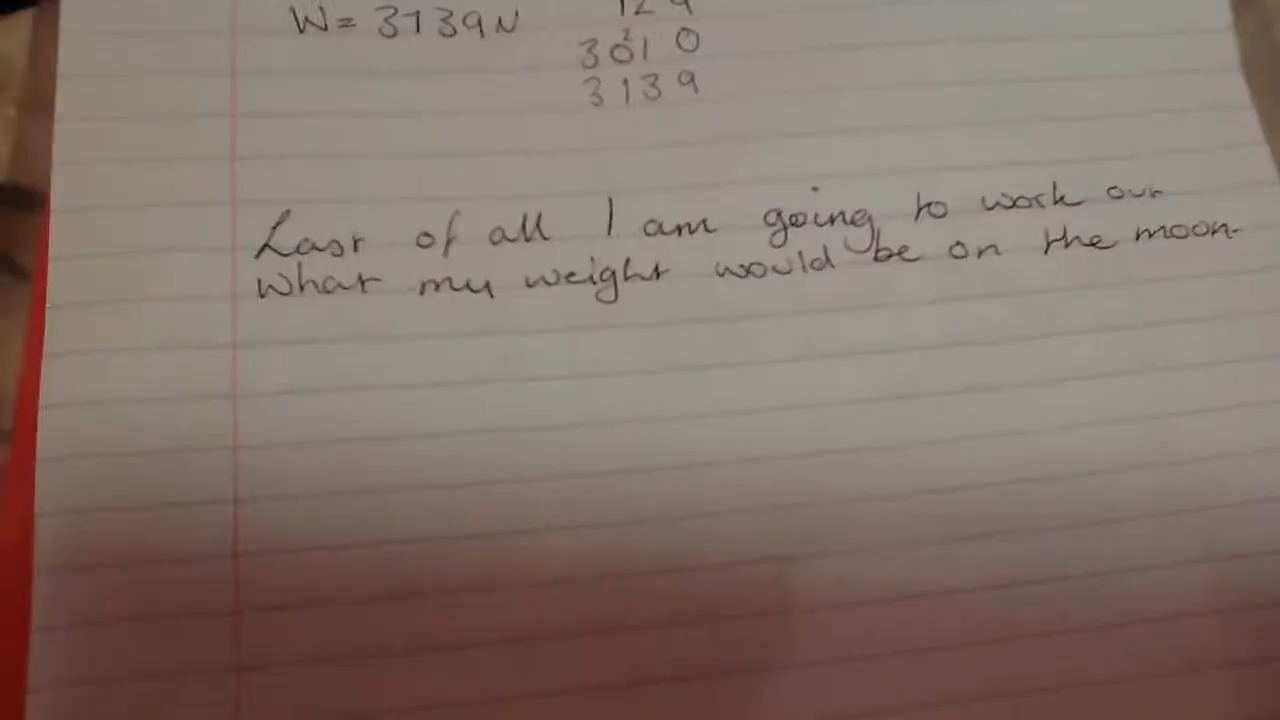 W = 3139N
129
3010
3139
Last of all I am going to work out
what my weight would be on the moon.